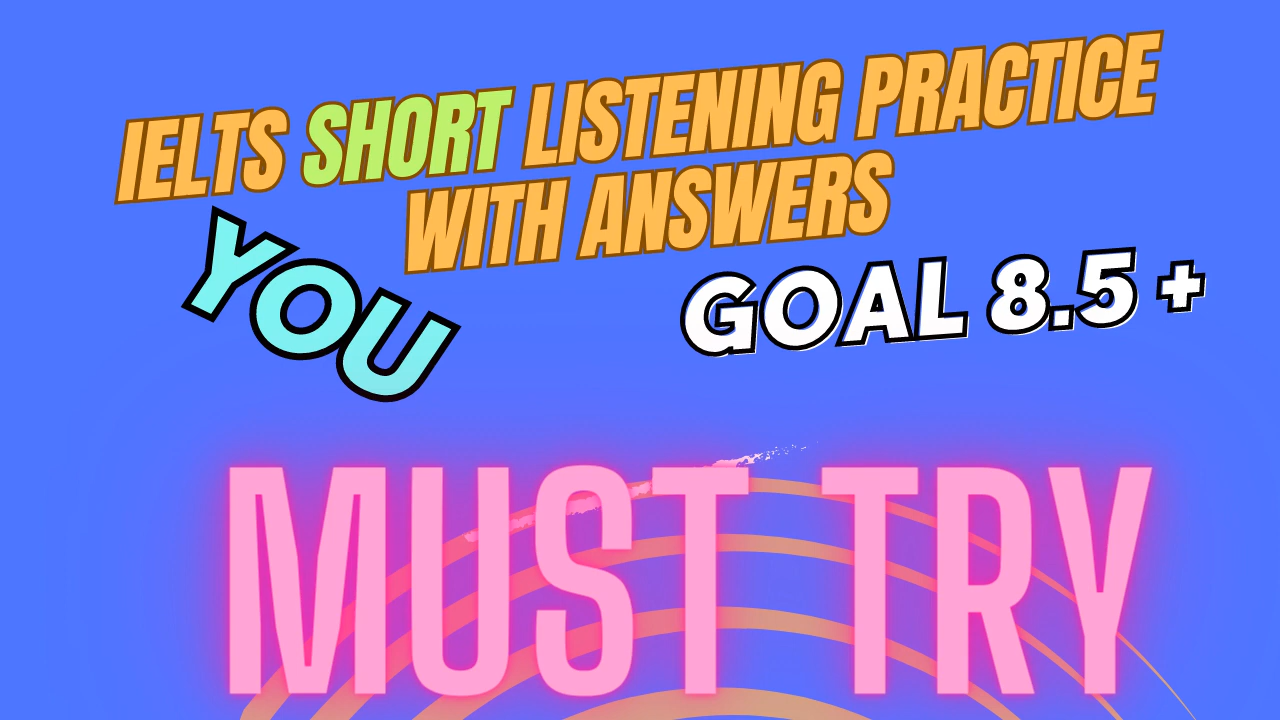 IELTS SHORT LISTENING PRACTICE
WITH ANSWERS
YOU
GOAL 8.5 +
MUST TRY